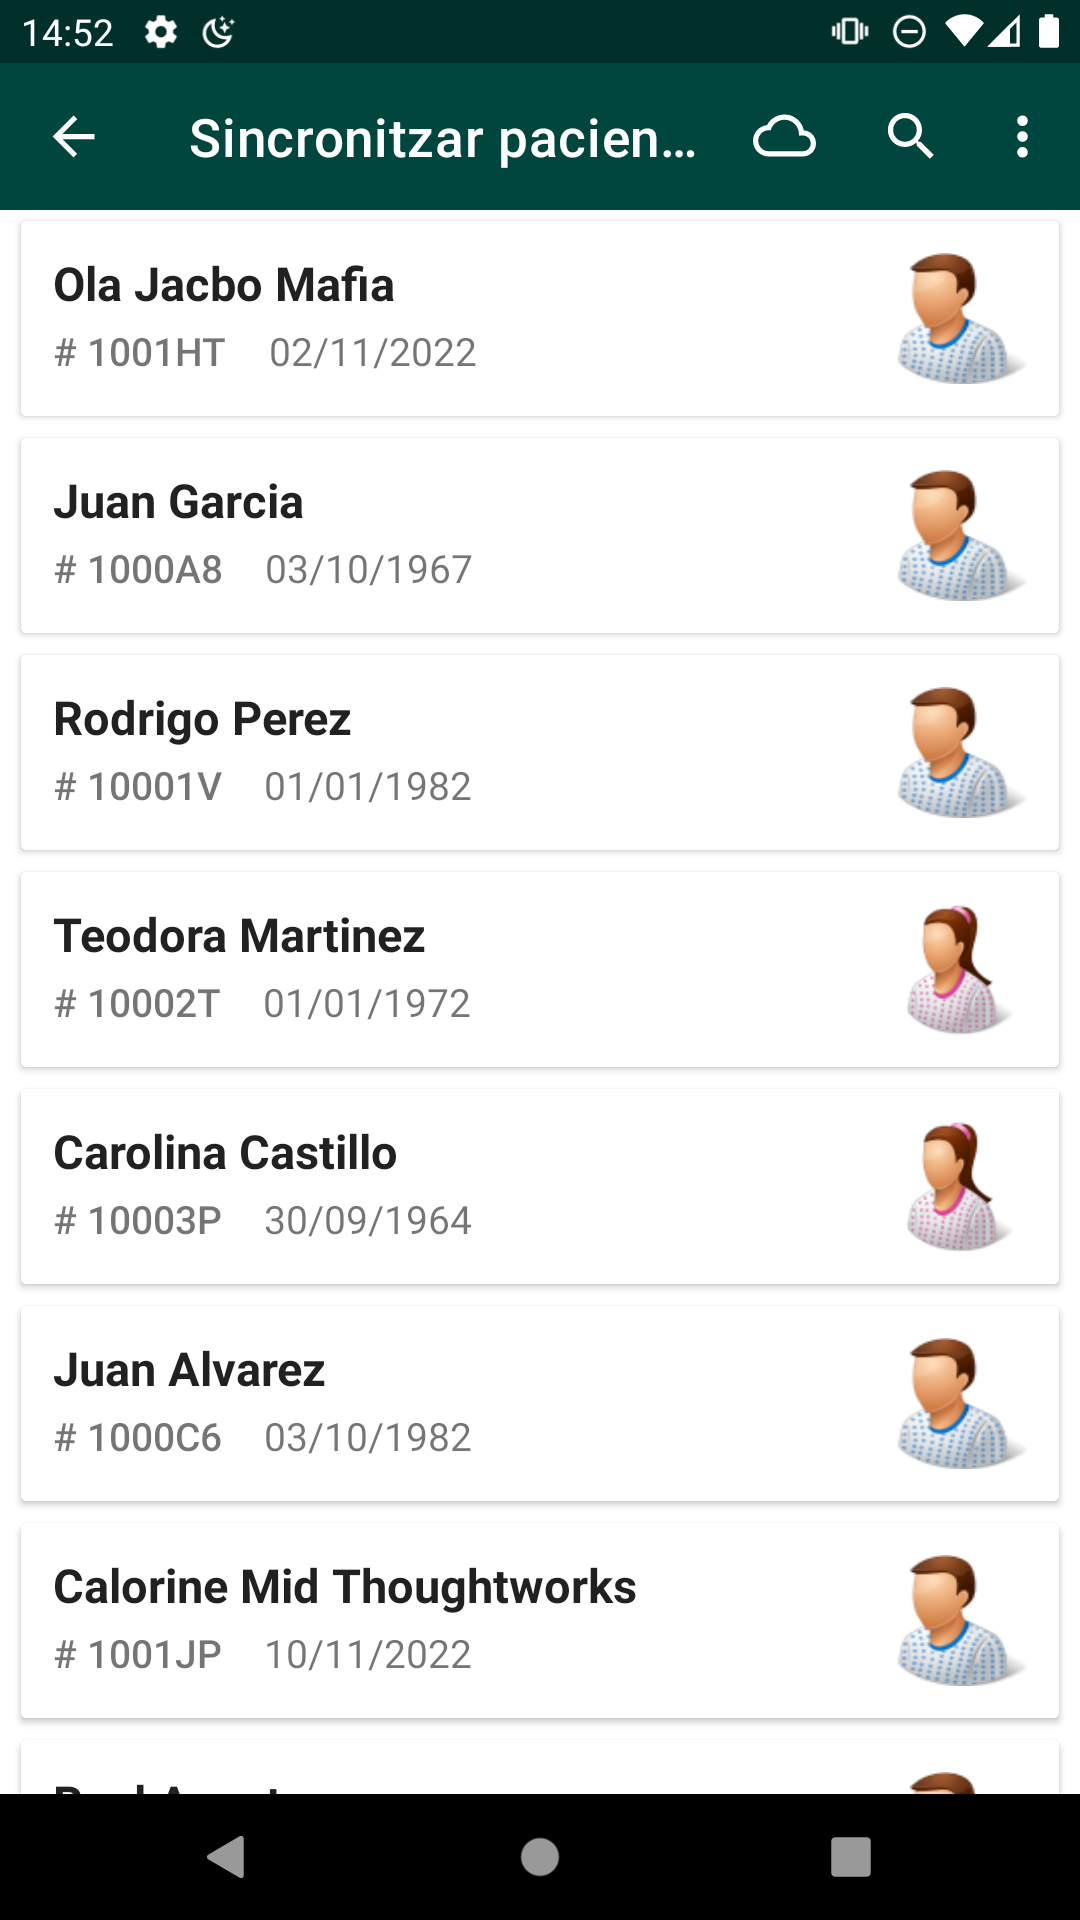 14:52
Sincronitzar pacien...
Ola Jacbo Mafia
# 1001HT 02/11/2022
Juan Garcia
# 1000A8 03/10/1967
Rodrigo Perez
# 10001V 01/01/1982
Teodora Martinez
# 10002T 01/01/1972
Carolina Castillo
# 10003P 30/09/1964
Juan Alvarez
# 1000C6 03/10/1982
Calorine Mid Thoughtworks
# 1001JP 10/11/2022